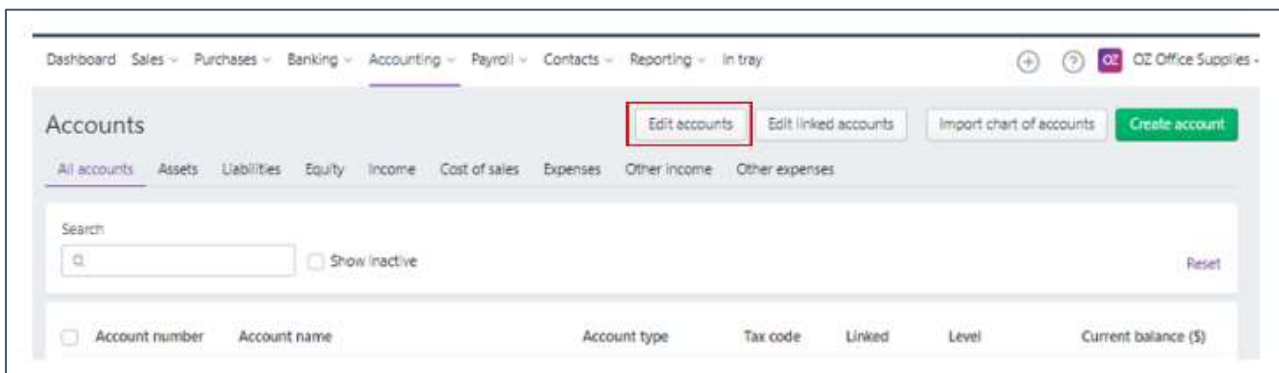 Dashboard Sales Purchases Banking Accounting Payroll Contacts Reporting In tray OZ OZ Office Supplies
Accounts Edit accounts Edit linked accounts Import chart of accounts Create account
All accounts Assets Liabilities Equity Income Cost of sales Expenses Other income Other expenses
Search
Show inactive Reset
Account number Account name Account type Tax code Linked Level Current balance ($)